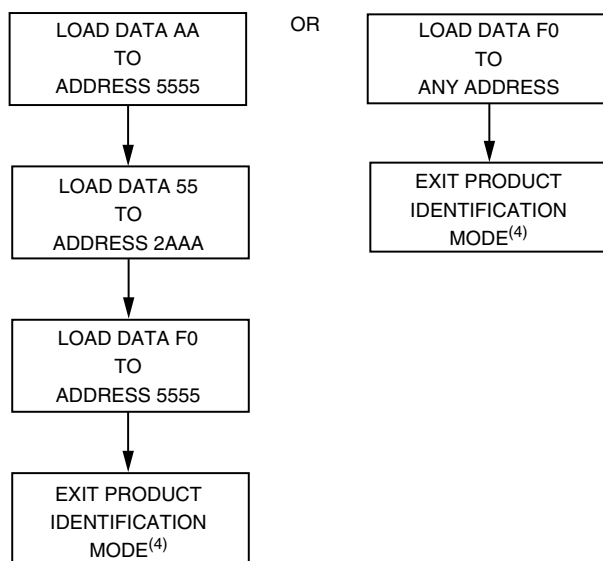 LOAD DATA AA
TO
ADDRESS 5555
LOAD DATA 55
TO
ADDRESS 2AAA
LOAD DATA F0
TO
ADDRESS 5555
EXIT PRODUCT
IDENTIFICATION
MODE(4)
OR
LOAD DATA F0
TO
ANY ADDRESS
EXIT PRODUCT
IDENTIFICATION
MODE(4)